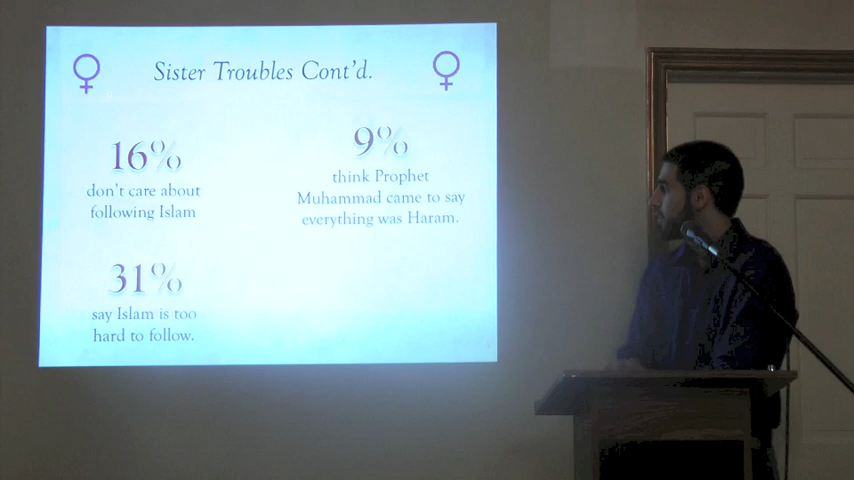 Sister Troubles Cont'd.
16%
don't care about
following Islam
9%
think Prophet
Muhammad came to say
everything was Haram.
31%
say Islam is too
hard to follow.